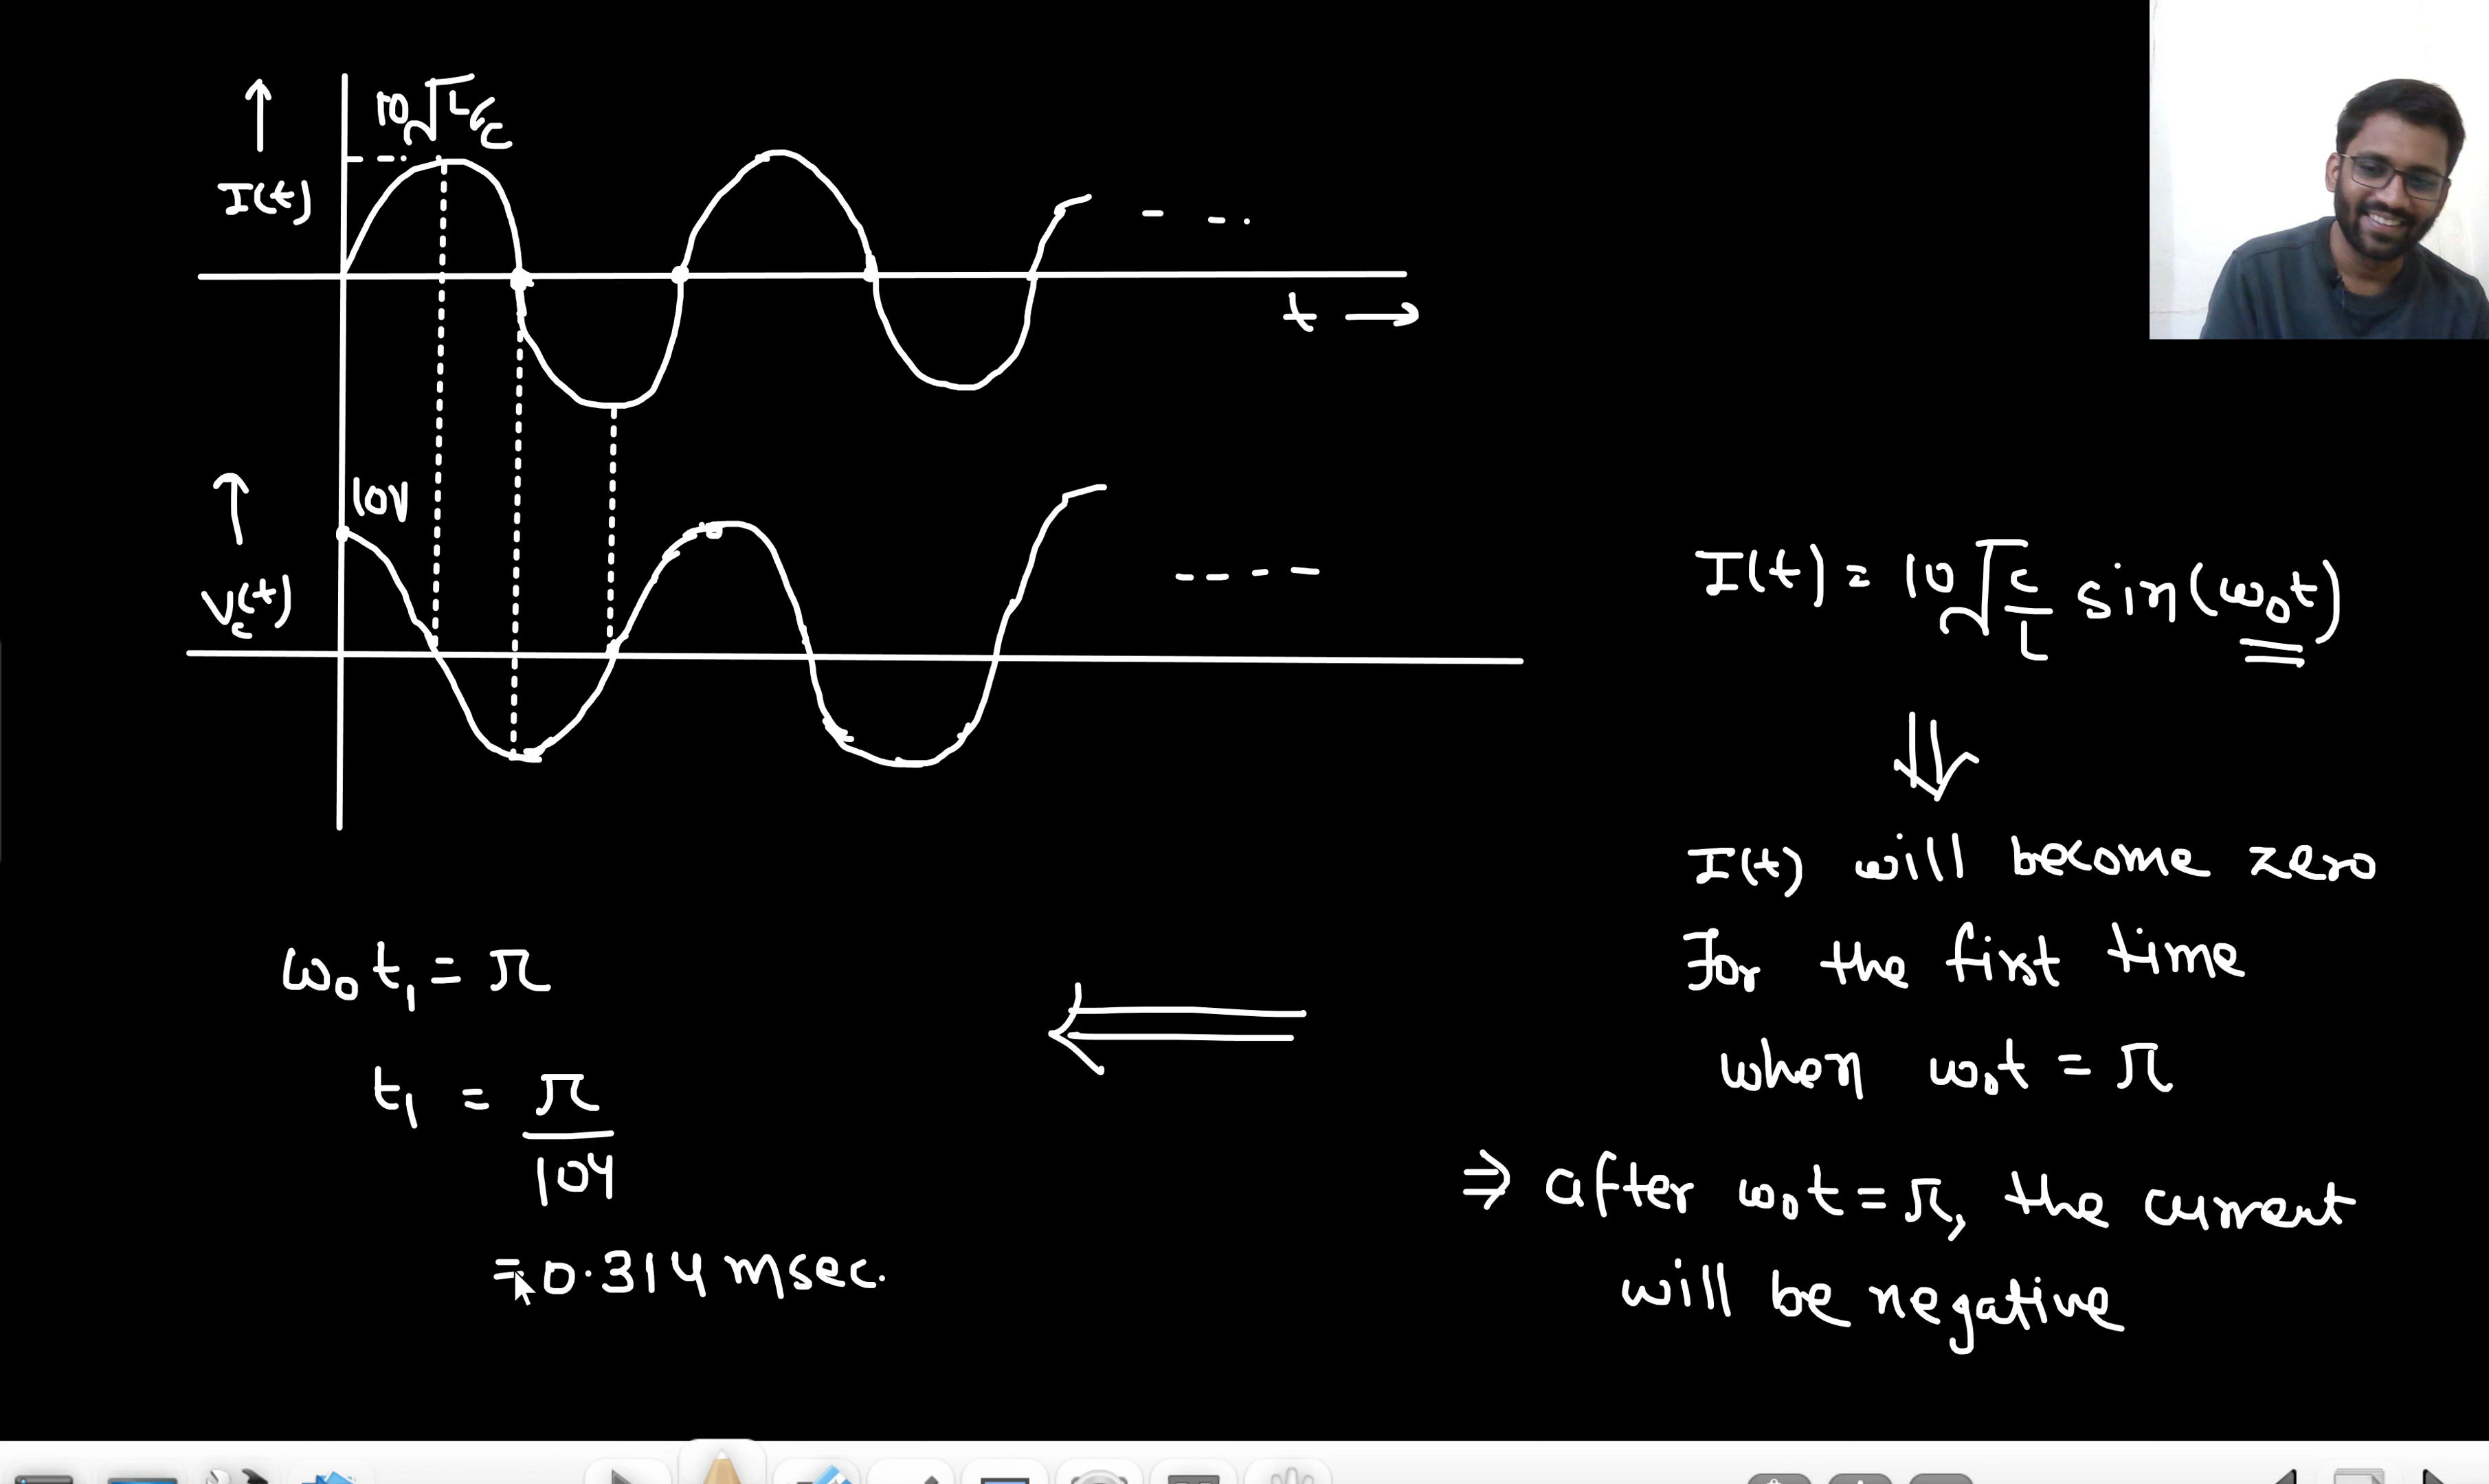 10√L/C
I(t)
t
10V
Vc(t)
I(t) = 10√(C/L) sin(ω₀t)
I(t) will become zero
For the first time
when ω₀t = π
⇒ after ω₀t = π, the current
will be negative
ω₀t₁ = π
t₁ = π/10⁴
= 0.314 msec.